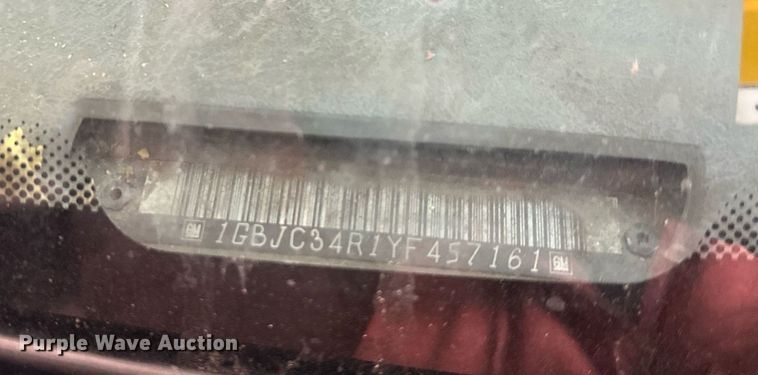 GM 1GBJC34R1YF457161 GM
Purple Wave Auction